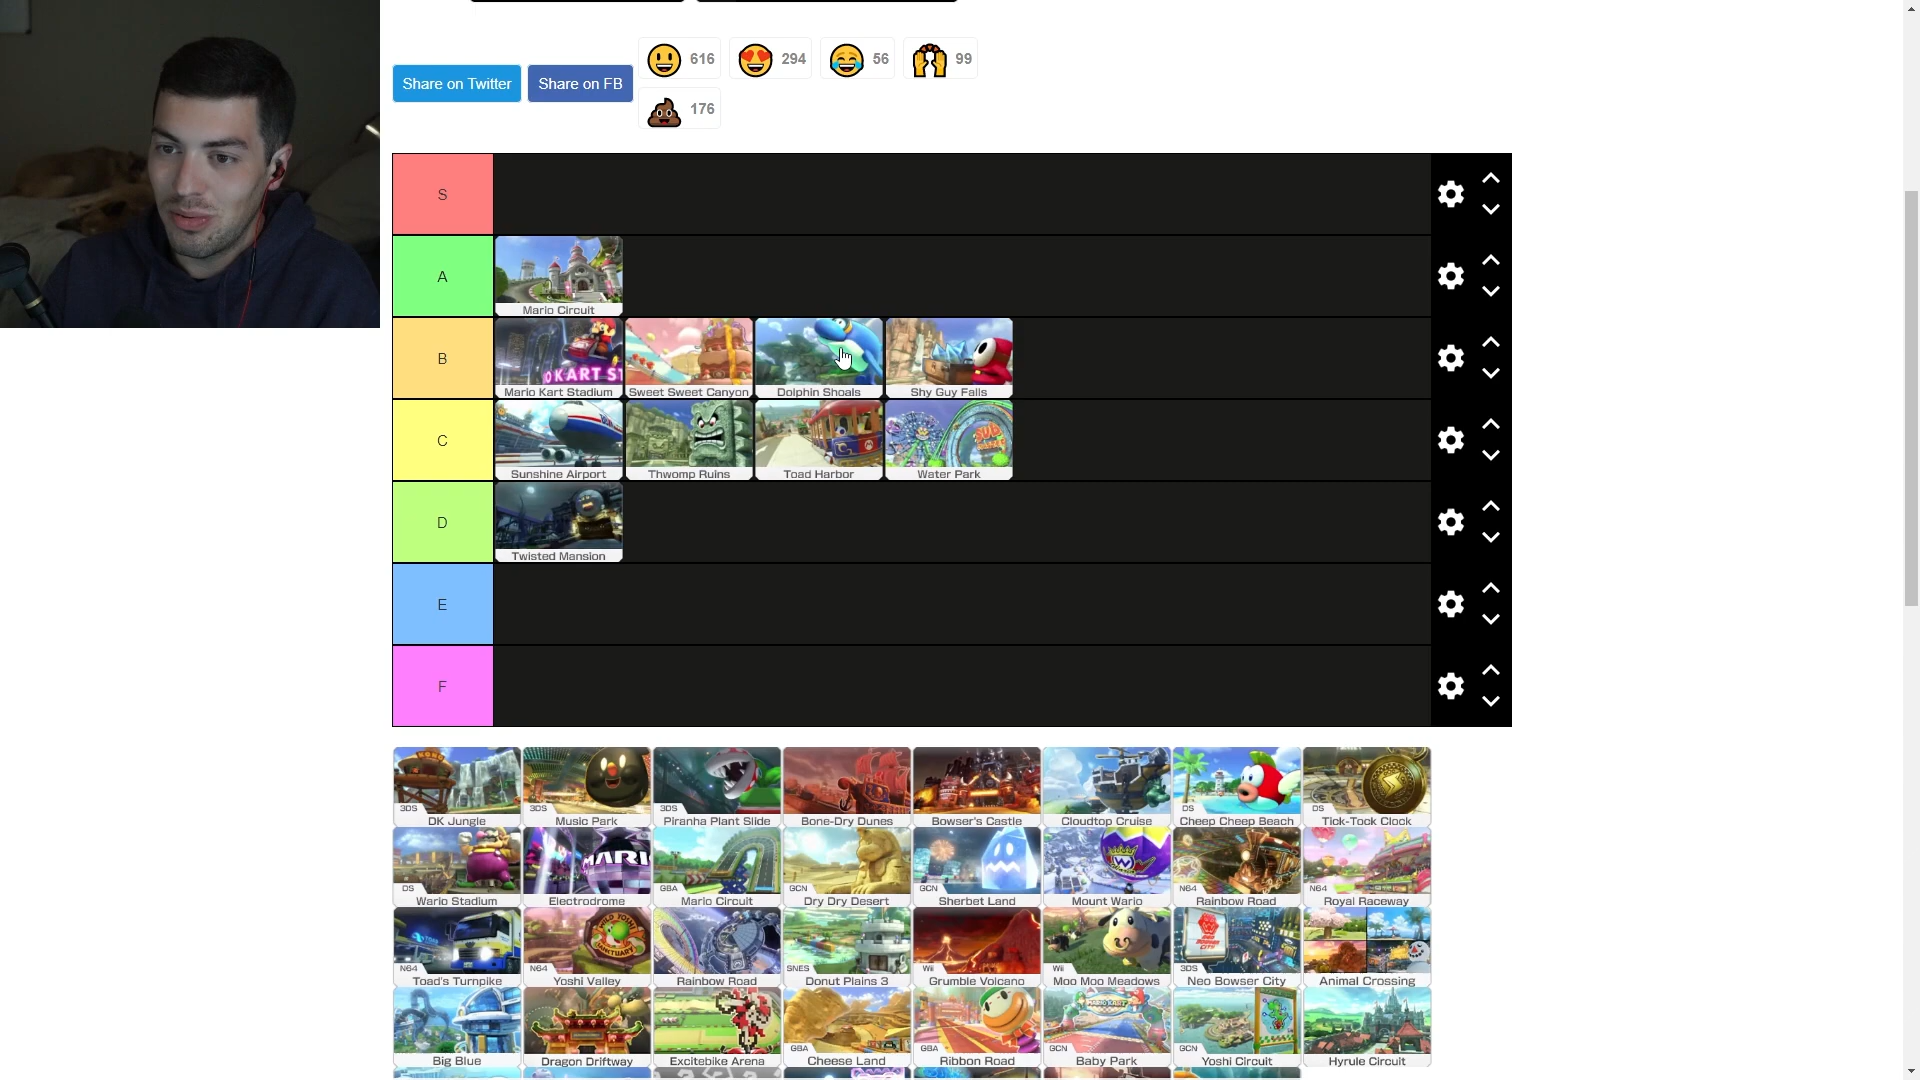 616 294 56 99
Share on Twitter Share on FB
176
S
A
Mario Circuit
B
KART ST
Mario Kart Stadium Sweet Sweet Canyon Dolphin Shoals Shy Guy Falls
C
Sunshine Airport Thwomp Ruins Toad Harbor Water Park
D
Twisted Mansion
E
F
3DS 3DS 3DS DS DS
DK Jungle Music Park Piranha Plant Slide Bone-Dry Dunes Bowser's Castle Cloudtop Cruise Cheep Cheep Beach Tick-Tock Clock
MARI
DS GBA GCN GCN N64 N64
Wario Stadium Electrodrome Mario Circuit Dry Dry Desert Sherbet Land Mount Wario Rainbow Road Royal Raceway
N64 N64 SNES Wii Wii 3DS
Toad's Turnpike Yoshi Valley Rainbow Road Donut Plains 3 Grumble Volcano Moo Moo Meadows Neo Bowser City Animal Crossing
GBA GBA GCN GCN
Big Blue Dragon Driftway Excitebike Arena Cheese Land Ribbon Road Baby Park Yoshi Circuit Hyrule Circuit